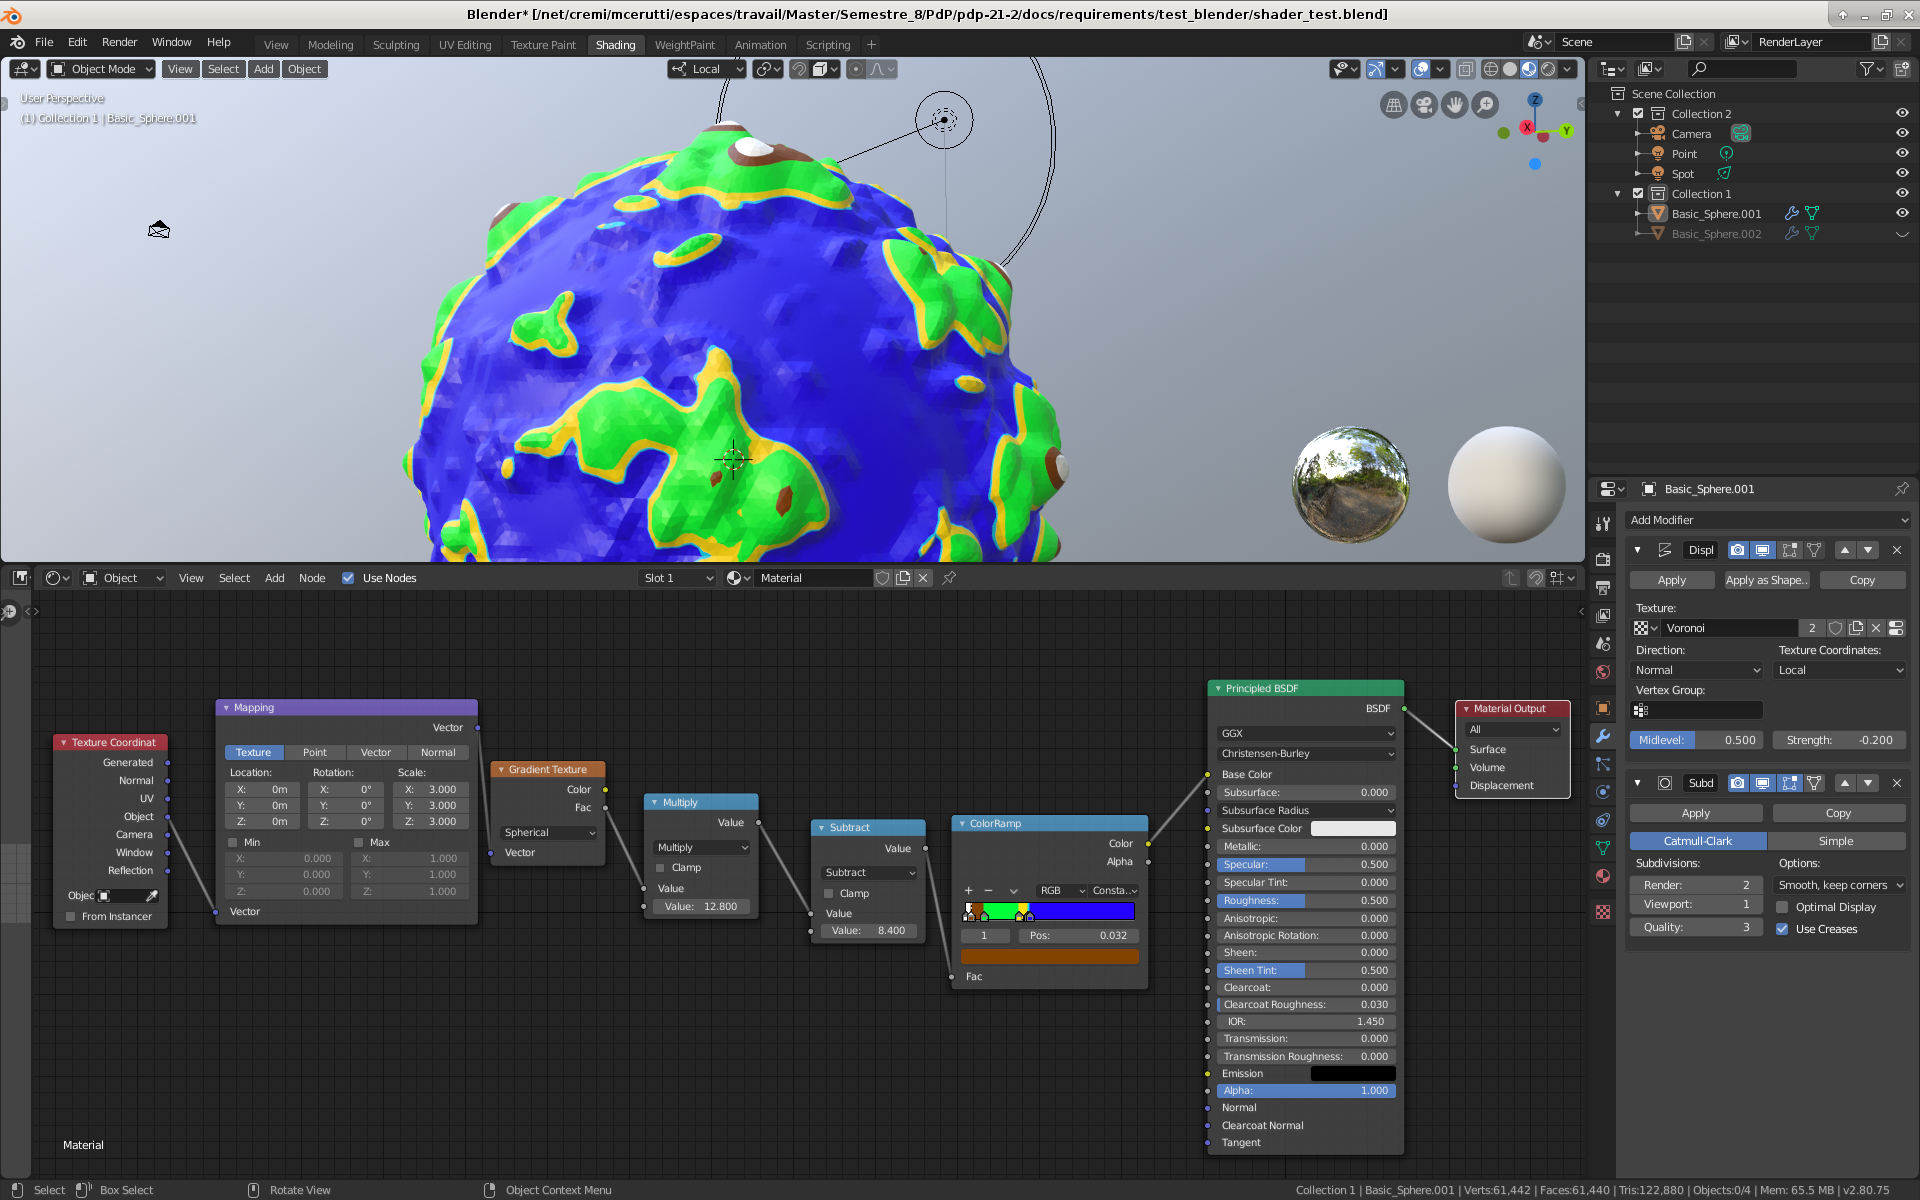 Blender* [/net/cremi/mcerutti/espaces/travail/Master/Semestre_8/PdP/pdp-21-2/docs/requirements/test_blender/shader_test.blend]
File Edit Render Window Help
View Modeling Sculpting UV Editing Texture Paint Shading WeightPaint Animation Scripting +
Scene
RenderLayer
Object Mode View Select Add Object
Local
User Perspective
(1) Collection 1 | Basic_Sphere.001
Z
X
Y
Scene Collection
Collection 2
Camera
Point
Spot
Collection 1
Basic_Sphere.001
Basic_Sphere.002
Object View Select Add Node Object Use Nodes
Slot 1
Material
Texture Coordinat
Generated
Normal
UV
Object
Camera
Window
Reflection
Objec
From Instancer
Mapping
Vector
Texture Point Vector Normal
Location: Rotation: Scale:
X: 0m X: 0° X: 3.000
Y: 0m Y: 0° Y: 3.000
Z: 0m Z: 0° Z: 3.000
Min Max
X: 0.000 X: 1.000
Y: 0.000 Y: 1.000
Z: 0.000 Z: 1.000
Vector
Gradient Texture
Color
Fac
Spherical
Vector
Multiply
Value
Multiply
Clamp
Value
Value: 12.800
Subtract
Value
Subtract
Clamp
Value
Value: 8.400
ColorRamp
Color
Alpha
+ − RGB Consta..
1 Pos: 0.032
Fac
Principled BSDF
BSDF
GGX
Christensen-Burley
Base Color
Subsurface: 0.000
Subsurface Radius
Subsurface Color
Metallic: 0.000
Specular: 0.500
Specular Tint: 0.000
Roughness: 0.500
Anisotropic: 0.000
Anisotropic Rotation: 0.000
Sheen: 0.000
Sheen Tint: 0.500
Clearcoat: 0.000
Clearcoat Roughness: 0.030
IOR: 1.450
Transmission: 0.000
Transmission Roughness: 0.000
Emission
Alpha: 1.000
Normal
Clearcoat Normal
Tangent
Material Output
All
Surface
Volume
Displacement
Material
Basic_Sphere.001
Add Modifier
Displ
Apply Apply as Shape.. Copy
Texture:
Voronoi 2
Direction: Texture Coordinates:
Normal Local
Vertex Group:
Midlevel: 0.500 Strength: -0.200
Subd
Apply Copy
Catmull-Clark Simple
Subdivisions: Options:
Render: 2 Smooth, keep corners
Viewport: 1 Optimal Display
Quality: 3 Use Creases
Select Box Select Rotate View Object Context Menu
Collection 1 | Basic_Sphere.001 | Verts:61,442 | Faces:61,440 | Tris:122,880 | Objects:0/4 | Mem: 65.5 MB | v2.80.75